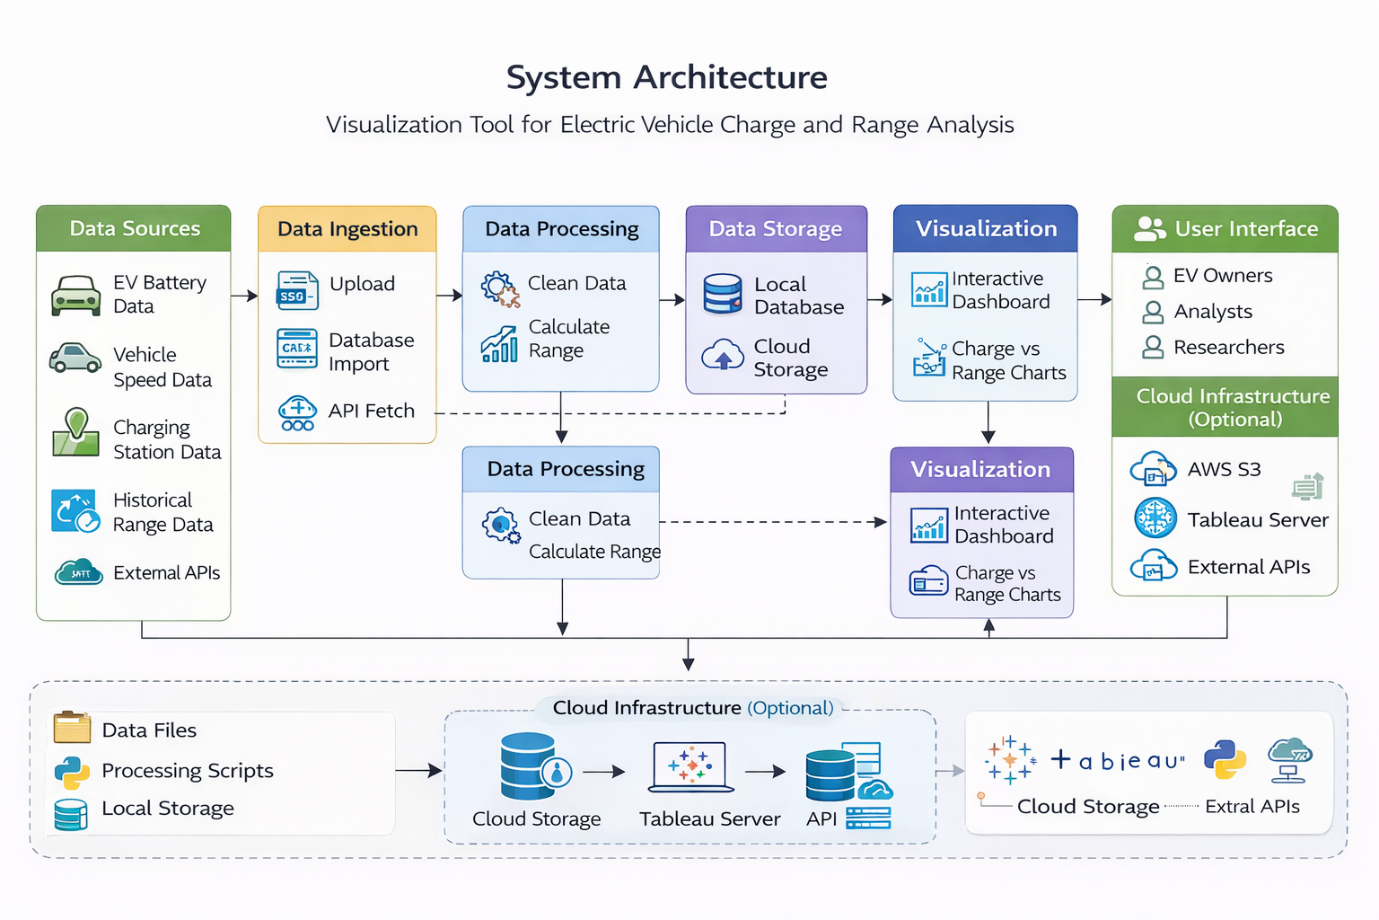 System Architecture
Visualization Tool for Electric Vehicle Charge and Range Analysis
Data Sources
EV Battery
Data
Vehicle
Speed Data
Charging
Station Data
Historical
Range Data
External APIs
Data Ingestion
Upload
Database
Import
API Fetch
Data Processing
Clean Data
Calculate
Range
Data Storage
Local
Database
Cloud
Storage
Visualization
Interactive
Dashboard
Charge vs
Range Charts
User Interface
EV Owners
Analysts
Researchers
Cloud Infrastructure
(Optional)
AWS S3
Tableau Server
External APIs
Data Processing
Clean Data
Calculate Range
Visualization
Interactive
Dashboard
Charge vs
Range Charts
Data Files
Processing Scripts
Local Storage
Cloud Infrastructure (Optional)
Cloud Storage
Tableau Server
API
Cloud Storage
Extral APIs